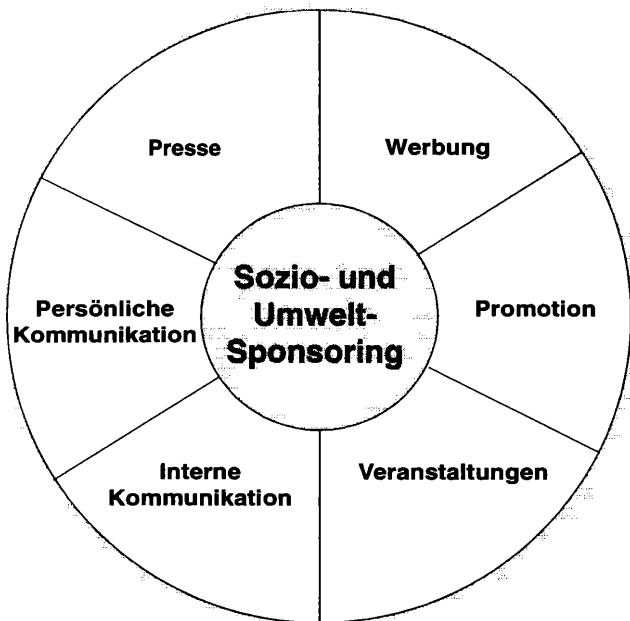 Presse
Werbung
Sozio- und
Umwelt-
Sponsoring
Persönliche
Kommunikation
Promotion
Interne
Kommunikation
Veranstaltungen